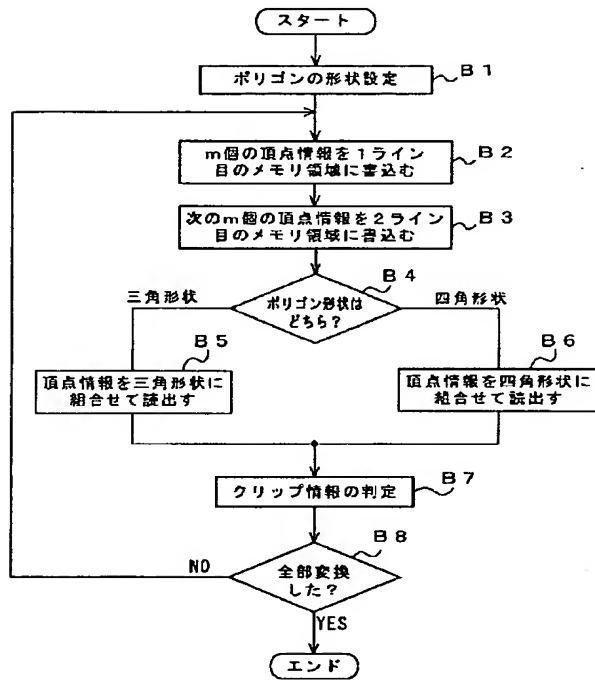 スタート
ポリゴンの形状設定
B1
m個の頂点情報を1ライン
目のメモリ領域に書込む
B2
次のm個の頂点情報を2ライン
目のメモリ領域に書込む
B3
B4
ポリゴン形状は
どちら?
三角形状
四角形状
B5
頂点情報を三角形状に
組合せて読出す
B6
頂点情報を四角形状に
組合せて読出す
クリップ情報の判定
B7
B8
全部変換
した?
NO
YES
エンド